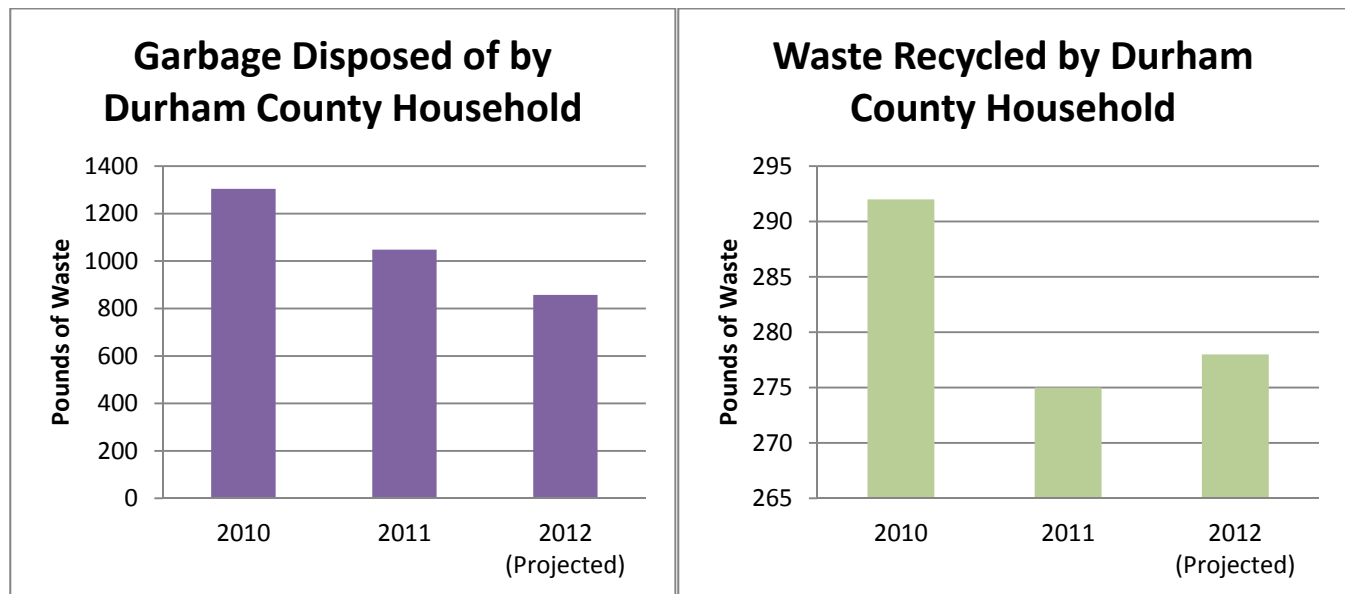 Garbage Disposed of by
Durham County Household
Pounds of Waste
1400
1200
1000
800
600
400
200
0
2010
2011
2012
(Projected)
Waste Recycled by Durham
County Household
Pounds of Waste
295
290
285
280
275
270
265
2010
2011
2012
(Projected)